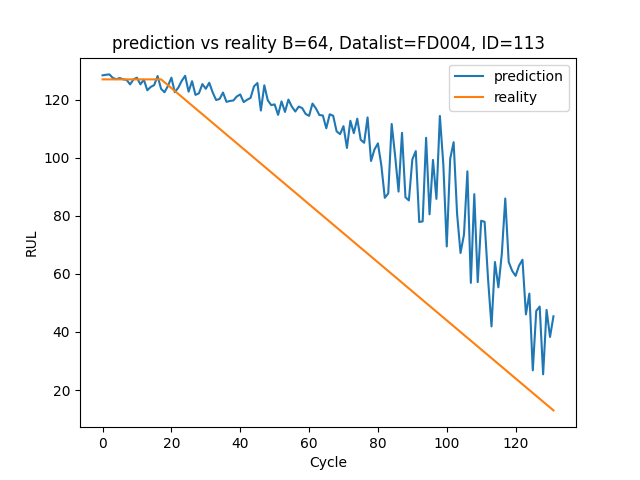 prediction vs reality B=64, Datalist=FD004, ID=113
prediction
reality
RUL
120
100
80
60
40
20
0 20 40 60 80 100 120
Cycle